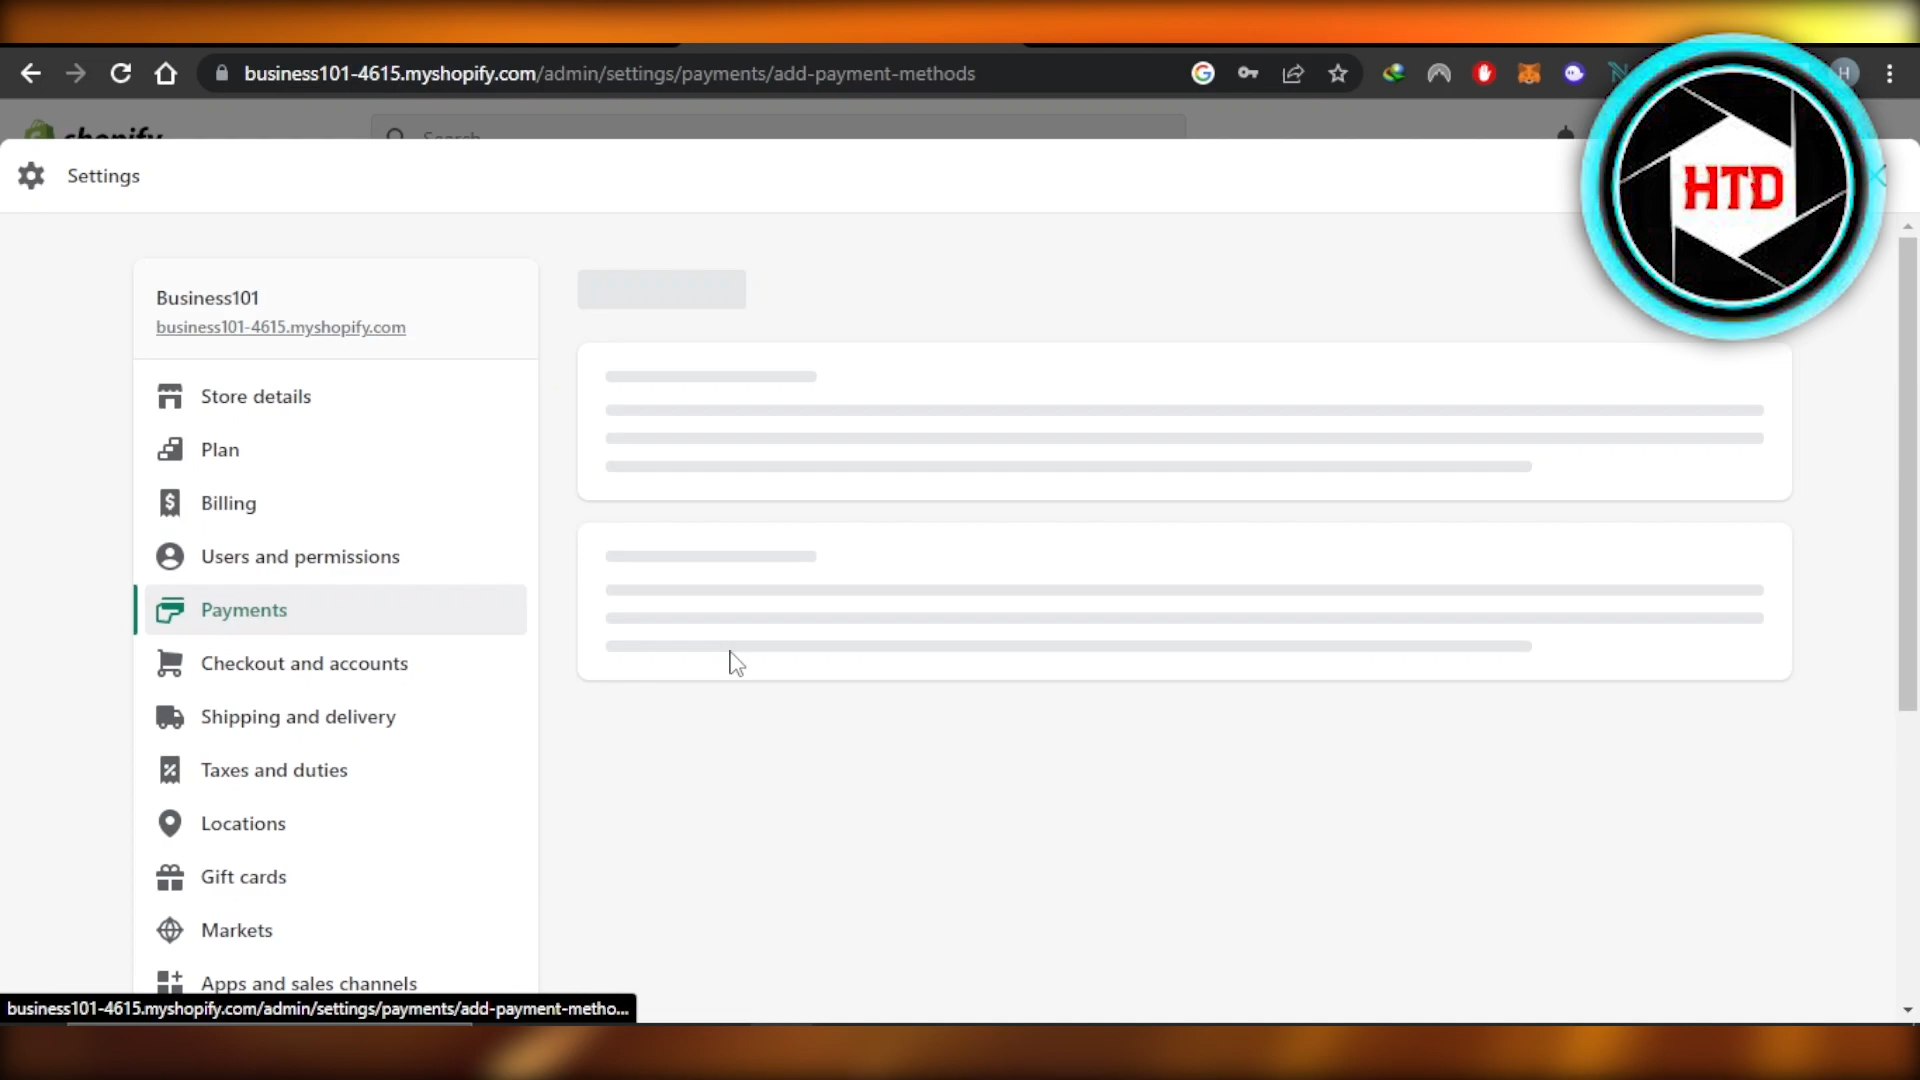 business101-4615.myshopify.com/admin/settings/payments/add-payment-methods
shopify
Search
Settings
HTD
Business101
business101-4615.myshopify.com
Store details
Plan
Billing
Users and permissions
Payments
Checkout and accounts
Shipping and delivery
Taxes and duties
Locations
Gift cards
Markets
Apps and sales channels
business101-4615.myshopify.com/admin/settings/payments/add-payment-metho...